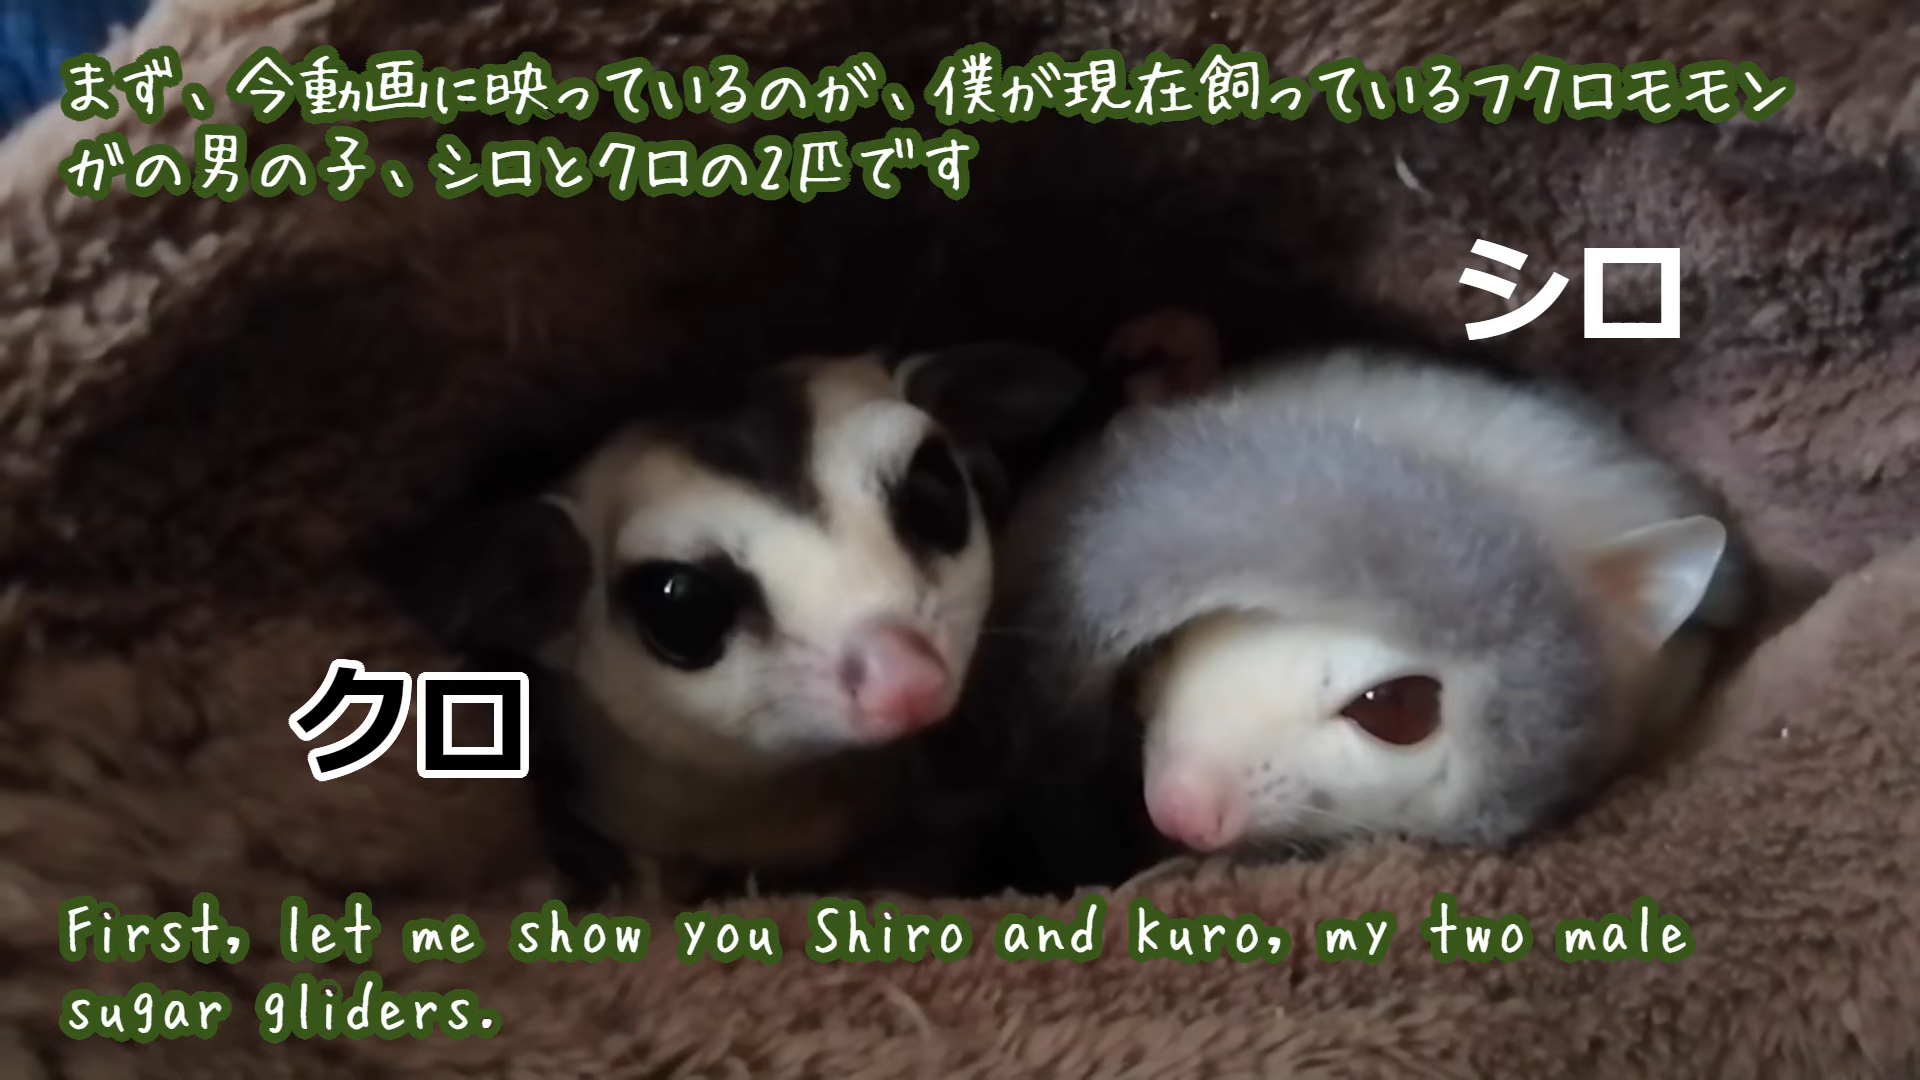 まず、今動画に映っているのが、僕が現在飼っているフクロモモン
ガの男の子、シロとクロの2匹です
シロ
クロ
First, let me show you Shiro and kuro, my two male
sugar gliders.